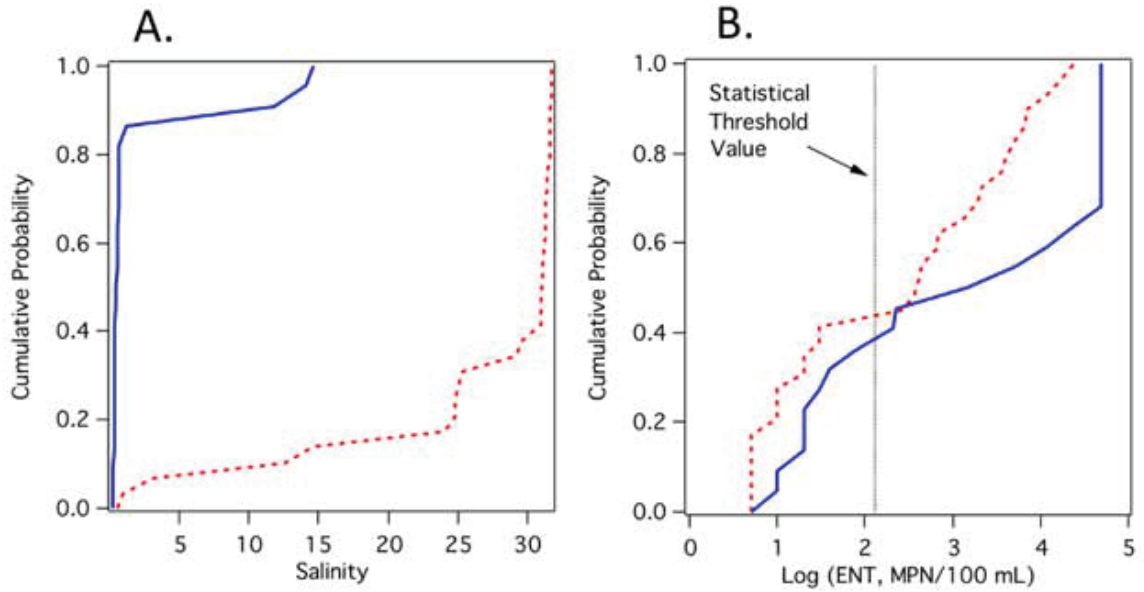 A.
1.0
0.8
0.6
0.4
0.2
0.0
Cumulative Probability
5 10 15 20 25 30
Salinity
B.
1.0
0.8
0.6
0.4
0.2
0.0
Cumulative Probability
Statistical
Threshold
Value
0 1 2 3 4 5
Log (ENT, MPN/100 mL)